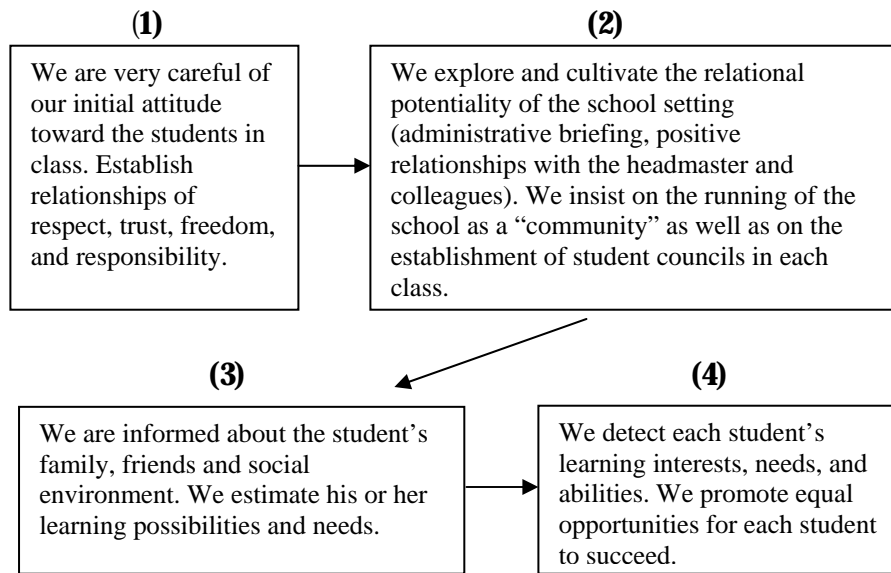 (1)
We are very careful of
our initial attitude
toward the students in
class. Establish
relationships of
respect, trust, freedom,
and responsibility.
(2)
We explore and cultivate the relational
potentiality of the school setting
(administrative briefing, positive
relationships with the headmaster and
colleagues). We insist on the running of the
school as a “community” as well as on the
establishment of student councils in each
class.
(3)
We are informed about the student’s
family, friends and social
environment. We estimate his or her
learning possibilities and needs.
(4)
We detect each student’s
learning interests, needs, and
abilities. We promote equal
opportunities for each student
to succeed.